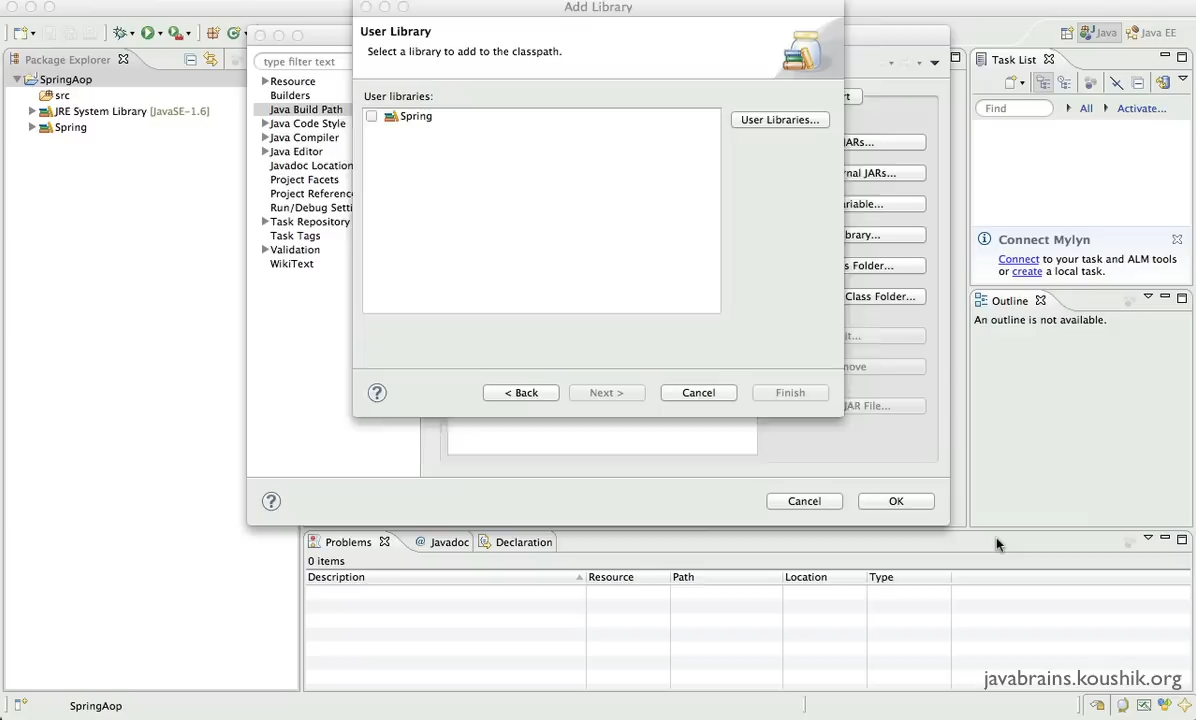 Add Library
User Library
Select a library to add to the classpath.
User libraries:
Spring
User Libraries...
< Back
Next >
Cancel
Finish
Package Explorer
SpringAop
src
JRE System Library [JavaSE-1.6]
Spring
type filter text
Resource
Builders
Java Build Path
Java Code Style
Java Compiler
Java Editor
Javadoc Location
Project Facets
Project Referenc
Run/Debug Setti
Task Repository
Task Tags
Validation
WikiText
rt
JARs...
rnal JARs...
ariable...
ibrary...
s Folder...
Class Folder...
it...
move
JAR File...
Cancel
OK
Java
Java EE
Task List
Find
All
Activate...
Connect Mylyn
Connect to your task and ALM tools
or create a local task.
Outline
An outline is not available.
Problems
@ Javadoc
Declaration
0 items
Description
Resource
Path
Location
Type
javabrains.koushik.org
SpringAop